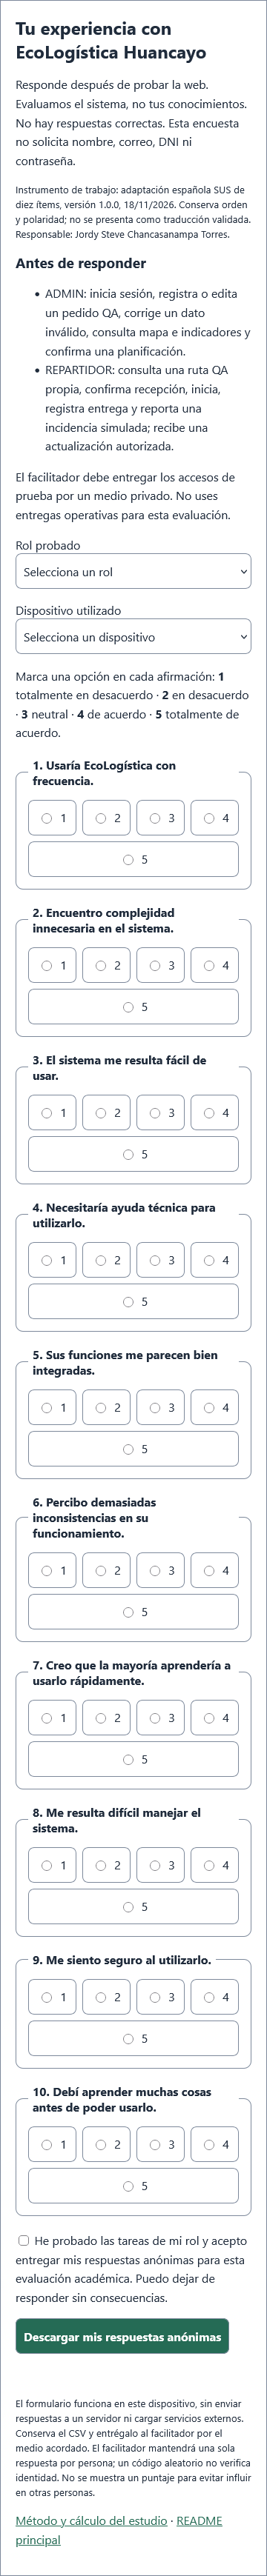 Tu experiencia con
EcoLogística Huancayo
Responde después de probar la web.
Evaluamos el sistema, no tus conocimientos.
No hay respuestas correctas. Esta encuesta
no solicita nombre, correo, DNI ni
contraseña.
Instrumento de trabajo: adaptación española SUS de
diez ítems, versión 1.0.0, 18/11/2026. Conserva orden
y polaridad; no se presenta como traducción validada.
Responsable: Jordy Steve Chancasanampa Torres.
Antes de responder
• ADMIN: inicia sesión, registra o edita
un pedido QA, corrige un dato
inválido, consulta mapa e indicadores y
confirma una planificación.
• REPARTIDOR: consulta una ruta QA
propia, confirma recepción, inicia,
registra entrega y reporta una
incidencia simulada; recibe una
actualización autorizada.
El facilitador debe entregar los accesos de
prueba por un medio privado. No uses
entregas operativas para esta evaluación.
Rol probado
Selecciona un rol
Dispositivo utilizado
Selecciona un dispositivo
Marca una opción en cada afirmación: 1
totalmente en desacuerdo · 2 en desacuerdo
· 3 neutral · 4 de acuerdo · 5 totalmente de
acuerdo.
1. Usaría EcoLogística con
frecuencia.
1 2 3 4
5
2. Encuentro complejidad
innecesaria en el sistema.
1 2 3 4
5
3. El sistema me resulta fácil de
usar.
1 2 3 4
5
4. Necesitaría ayuda técnica para
utilizarlo.
1 2 3 4
5
5. Sus funciones me parecen bien
integradas.
1 2 3 4
5
6. Percibo demasiadas
inconsistencias en su
funcionamiento.
1 2 3 4
5
7. Creo que la mayoría aprendería a
usarlo rápidamente.
1 2 3 4
5
8. Me resulta difícil manejar el
sistema.
1 2 3 4
5
9. Me siento seguro al utilizarlo.
1 2 3 4
5
10. Debí aprender muchas cosas
antes de poder usarlo.
1 2 3 4
5
He probado las tareas de mi rol y acepto
entregar mis respuestas anónimas para esta
evaluación académica. Puedo dejar de
responder sin consecuencias.
Descargar mis respuestas anónimas
El formulario funciona en este dispositivo, sin enviar
respuestas a un servidor ni cargar servicios externos.
Conserva el CSV y entrégalo al facilitador por el
medio acordado. El facilitador mantendrá una sola
respuesta por persona; un código aleatorio no verifica
identidad. No se muestra un puntaje para evitar influir
en otras personas.
Método y cálculo del estudio · README
principal